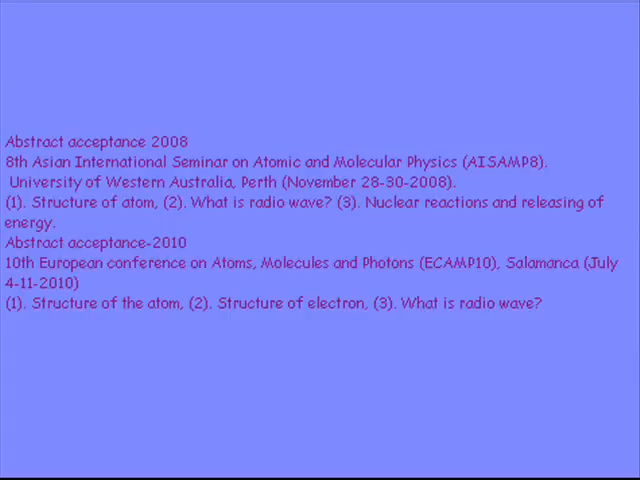 Abstract acceptance 2008
8th Asian International Seminar on Atomic and Molecular Physics (AISAMP8).
University of Western Australia, Perth (November 28-30-2008).
(1). Structure of atom, (2). What is radio wave? (3). Nuclear reactions and releasing of
energy.
Abstract acceptance-2010
10th European conference on Atoms, Molecules and Photons (ECAMP10), Salamanca (July
4-11-2010)
(1). Structure of the atom, (2). Structure of electron, (3). What is radio wave?